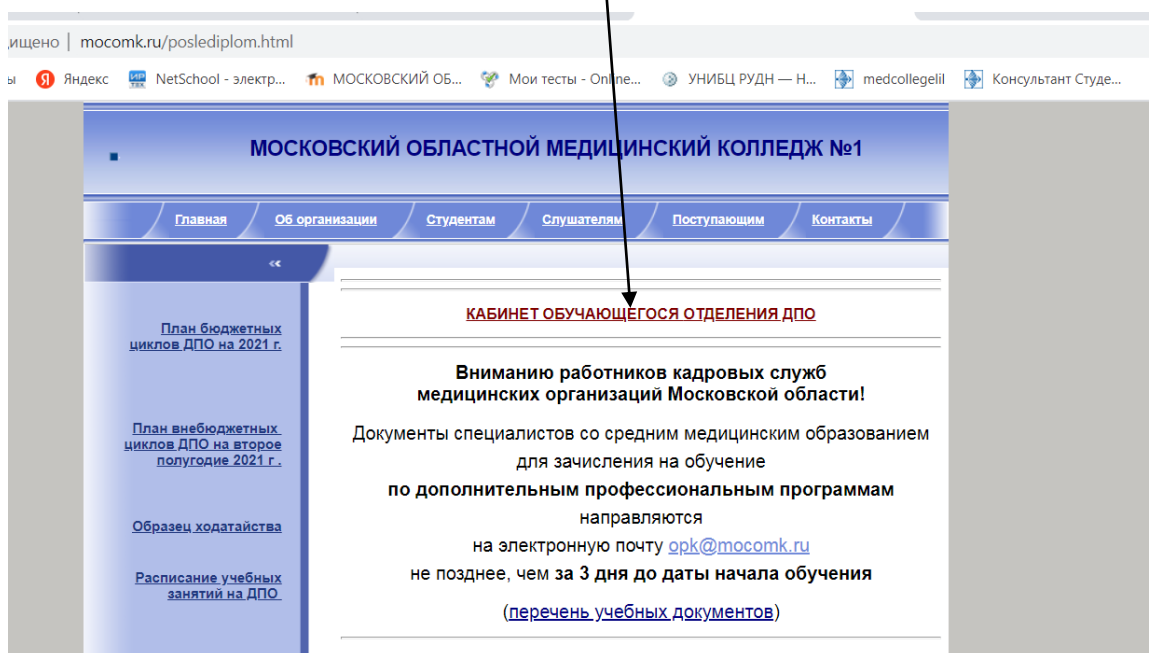 mocomk.ru/poslediplom.html
Яндекс NetSchool - электр... МОСКОВСКИЙ ОБ... Мои тесты - Online... УНИБЦ РУДН — Н... medcollegelil Консультант Студе...
МОСКОВСКИЙ ОБЛАСТНОЙ МЕДИЦИНСКИЙ КОЛЛЕДЖ №1
Главная Об организации Студентам Слушателям Поступающим Контакты
<<
План бюджетных
циклов ДПО на 2021 г.
План внебюджетных
циклов ДПО на второе
полугодие 2021 г .
Образец ходатайства
Расписание учебных
занятий на ДПО
КАБИНЕТ ОБУЧАЮЩЕГОСЯ ОТДЕЛЕНИЯ ДПО
Вниманию работников кадровых служб
медицинских организаций Московской области!
Документы специалистов со средним медицинским образованием
для зачисления на обучение
по дополнительным профессиональным программам
направляются
на электронную почту opk@mocomk.ru
не позднее, чем за 3 дня до даты начала обучения
(перечень учебных документов)